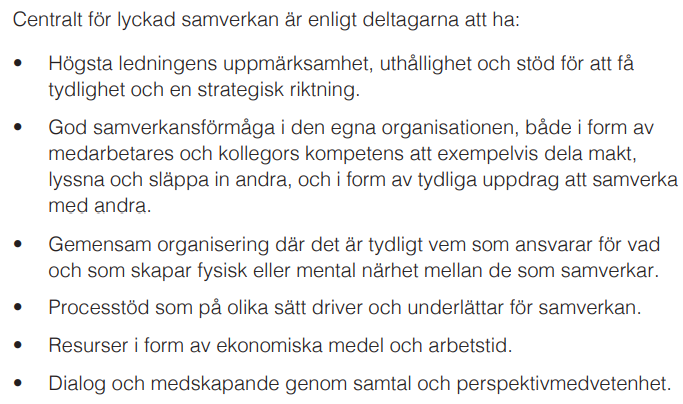 Centralt för lyckad samverkan är enligt deltagarna att ha:
• Högsta ledningens uppmärksamhet, uthållighet och stöd för att få
tydlighet och en strategisk riktning.
• God samverkansförmåga i den egna organisationen, både i form av
medarbetares och kollegors kompetens att exempelvis dela makt,
lyssna och släppa in andra, och i form av tydliga uppdrag att samverka
med andra.
• Gemensam organisering där det är tydligt vem som ansvarar för vad
och som skapar fysisk eller mental närhet mellan de som samverkar.
• Processtöd som på olika sätt driver och underlättar för samverkan.
• Resurser i form av ekonomiska medel och arbetstid.
• Dialog och medskapande genom samtal och perspektivmedvetenhet.